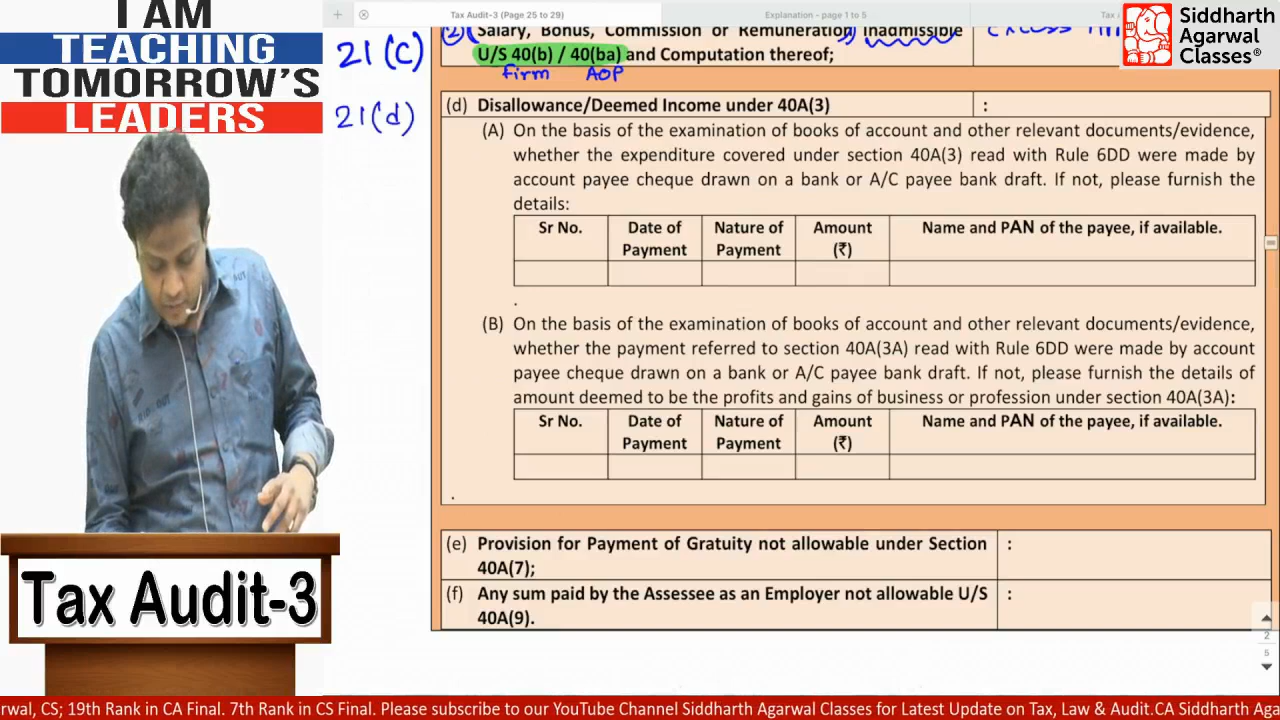 I AM
TEACHING
TOMORROW'S
LEADERS
Tax Audit-3 (Page 25 to 29)
Explanation - page 1 to 5
Siddharth
Agarwal
Classes®
21 (C)
Salary, Bonus, Commission or Remuneration inadmissible
U/S 40(b) / 40(ba) and Computation thereof;
firm AOP
21(d)
(d) Disallowance/Deemed Income under 40A(3) :
(A) On the basis of the examination of books of account and other relevant documents/evidence,
whether the expenditure covered under section 40A(3) read with Rule 6DD were made by
account payee cheque drawn on a bank or A/C payee bank draft. If not, please furnish the
details:
Sr No. Date of Payment Nature of Payment Amount (₹) Name and PAN of the payee, if available.
.
(B) On the basis of the examination of books of account and other relevant documents/evidence,
whether the payment referred to section 40A(3A) read with Rule 6DD were made by account
payee cheque drawn on a bank or A/C payee bank draft. If not, please furnish the details of
amount deemed to be the profits and gains of business or profession under section 40A(3A):
Sr No. Date of Payment Nature of Payment Amount (₹) Name and PAN of the payee, if available.
.
(e) Provision for Payment of Gratuity not allowable under Section :
40A(7);
(f) Any sum paid by the Assessee as an Employer not allowable U/S :
40A(9).
2
5
Tax Audit-3
rwal, CS; 19th Rank in CA Final. 7th Rank in CS Final. Please subscribe to our YouTube Channel Siddharth Agarwal Classes for Latest Update on Tax, Law & Audit.CA Siddharth Aga